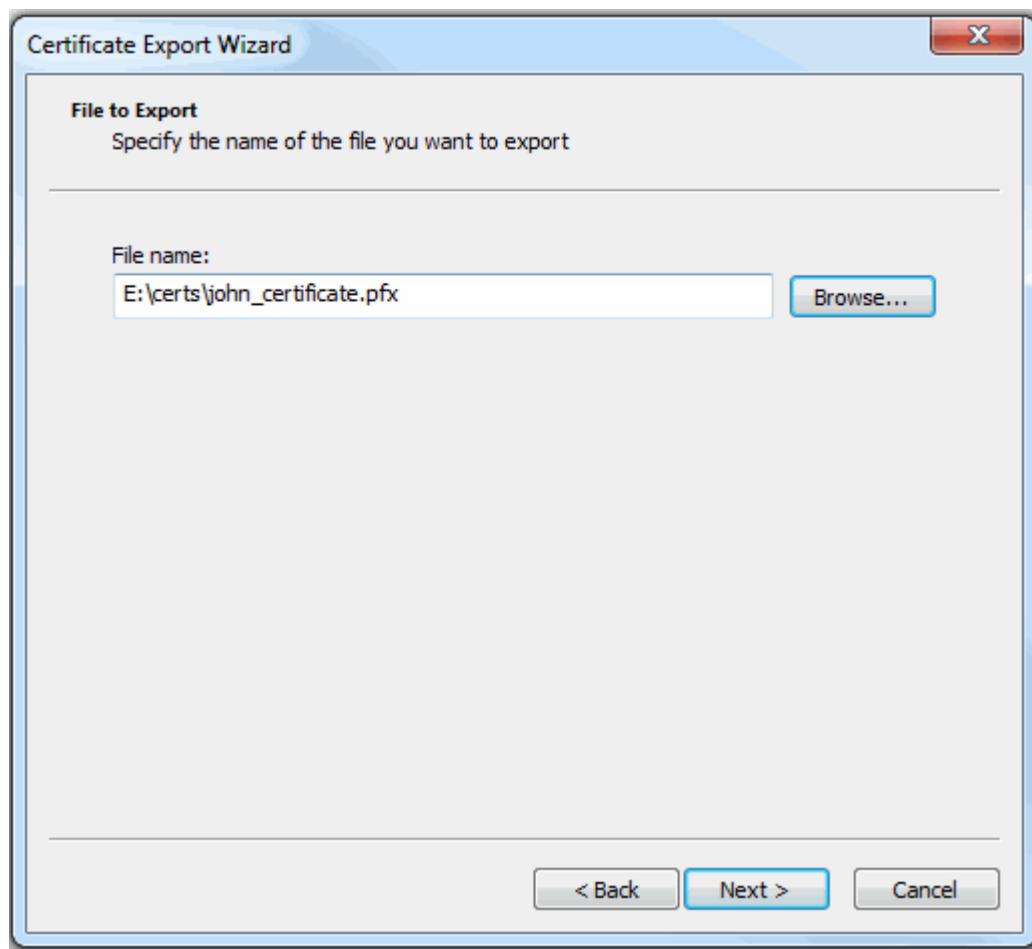 Certificate Export Wizard
X
File to Export
Specify the name of the file you want to export
File name:
E:\certs\john_certificate.pfx
Browse...
< Back
Next >
Cancel